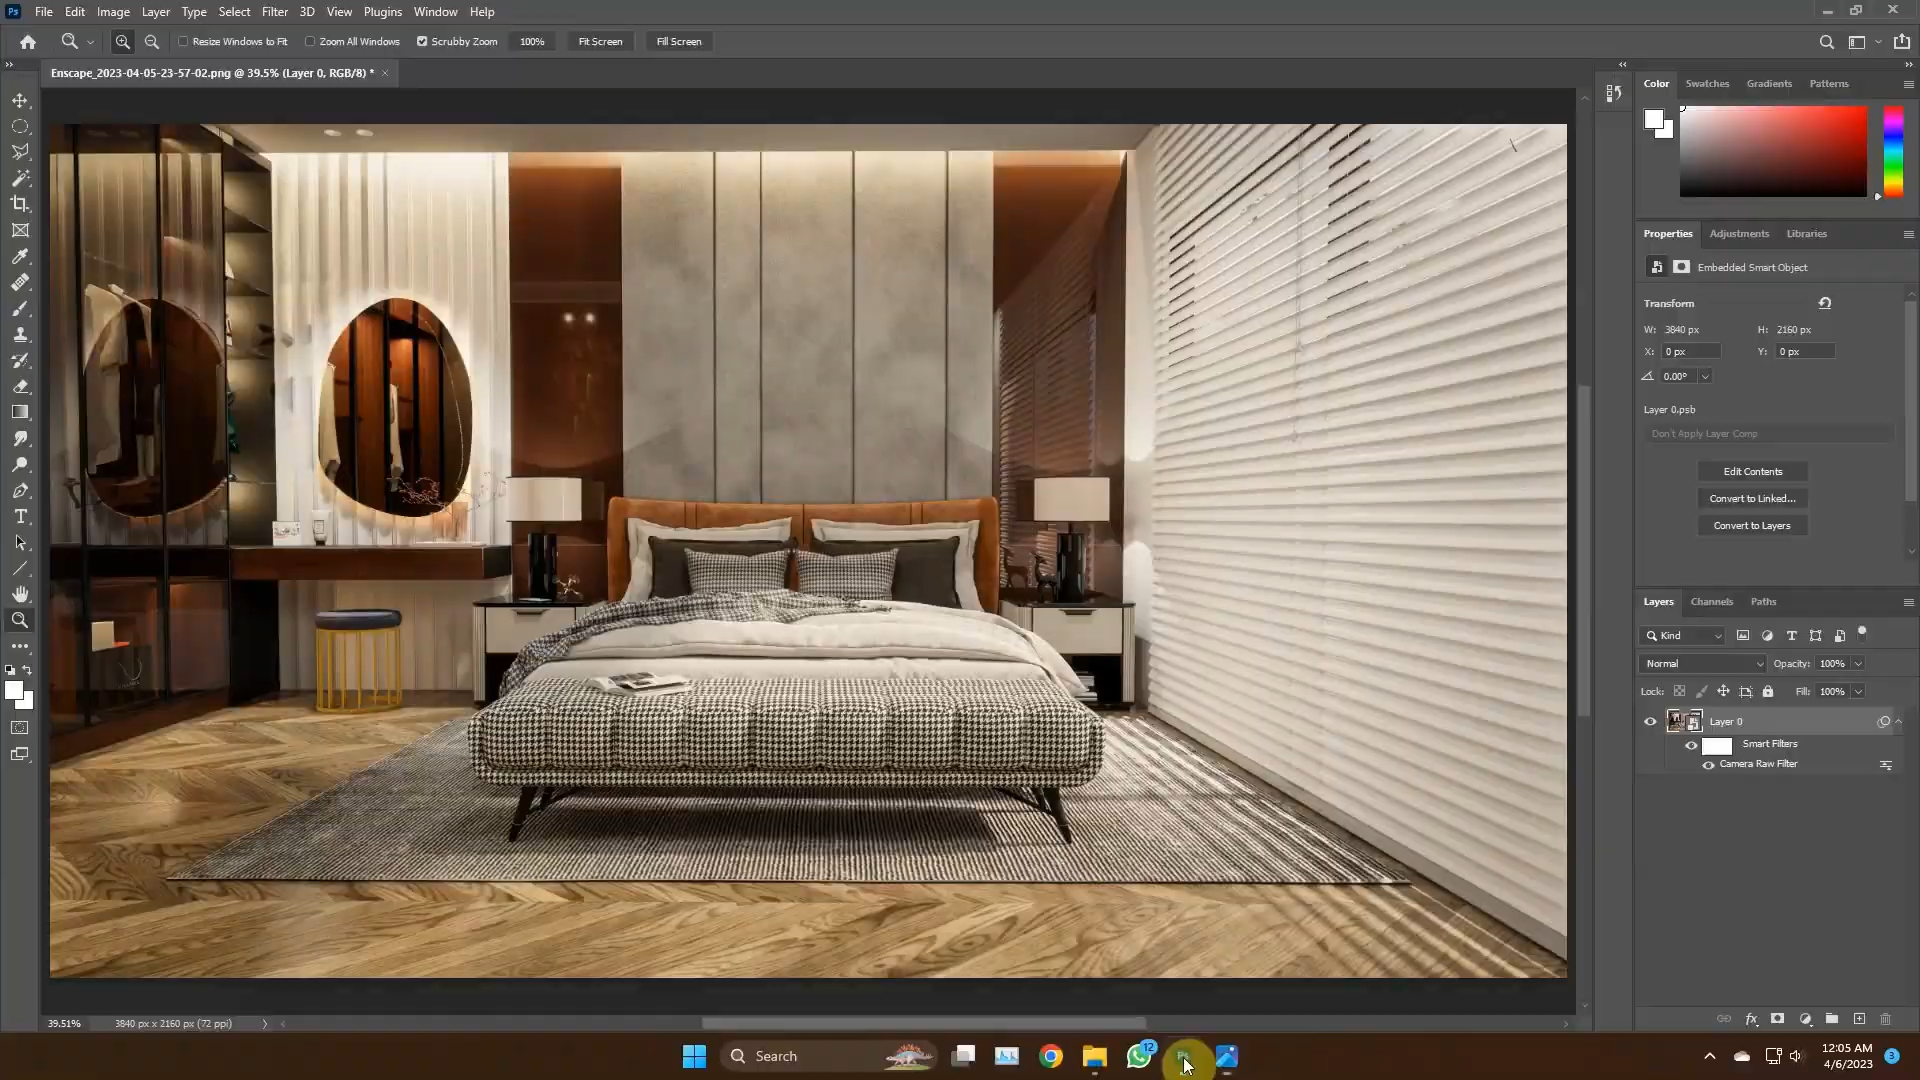 Ps File Edit Image Layer Type Select Filter 3D View Plugins Window Help
Resize Windows to Fit Zoom All Windows Scrubby Zoom 100% Fit Screen Fill Screen
Enscape_2023-04-05-23-57-02.png @ 39.5% (Layer 0, RGB/8) * ×
Color Swatches Gradients Patterns
Properties Adjustments Libraries
Embedded Smart Object
Transform
W: 3840 px H: 2160 px
X: 0 px Y: 0 px
0.00°
Layer 0.psb
Don't Apply Layer Comp
Edit Contents
Convert to Linked...
Convert to Layers
Layers Channels Paths
Kind
Normal Opacity: 100%
Lock: Fill: 100%
Layer 0
Smart Filters
Camera Raw Filter
39.51% 3840 px x 2160 px (72 ppi)
Search
12
12:05 AM
4/6/2023
3